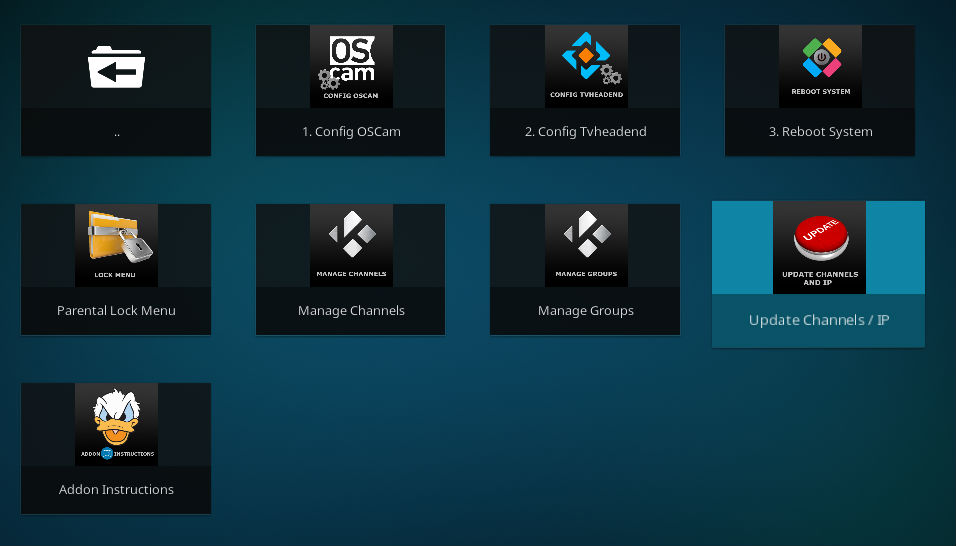 OS
cam
CONFIG OSCAM
CONFIG TVHEADEND
REBOOT SYSTEM
..
1. Config OSCam
2. Config Tvheadend
3. Reboot System
LOCK MENU
MANAGE CHANNELS
MANAGE GROUPS
UPDATE
UPDATE CHANNELS
AND IP
Parental Lock Menu
Manage Channels
Manage Groups
Update Channels / IP
ADDON INSTRUCTIONS
Addon Instructions